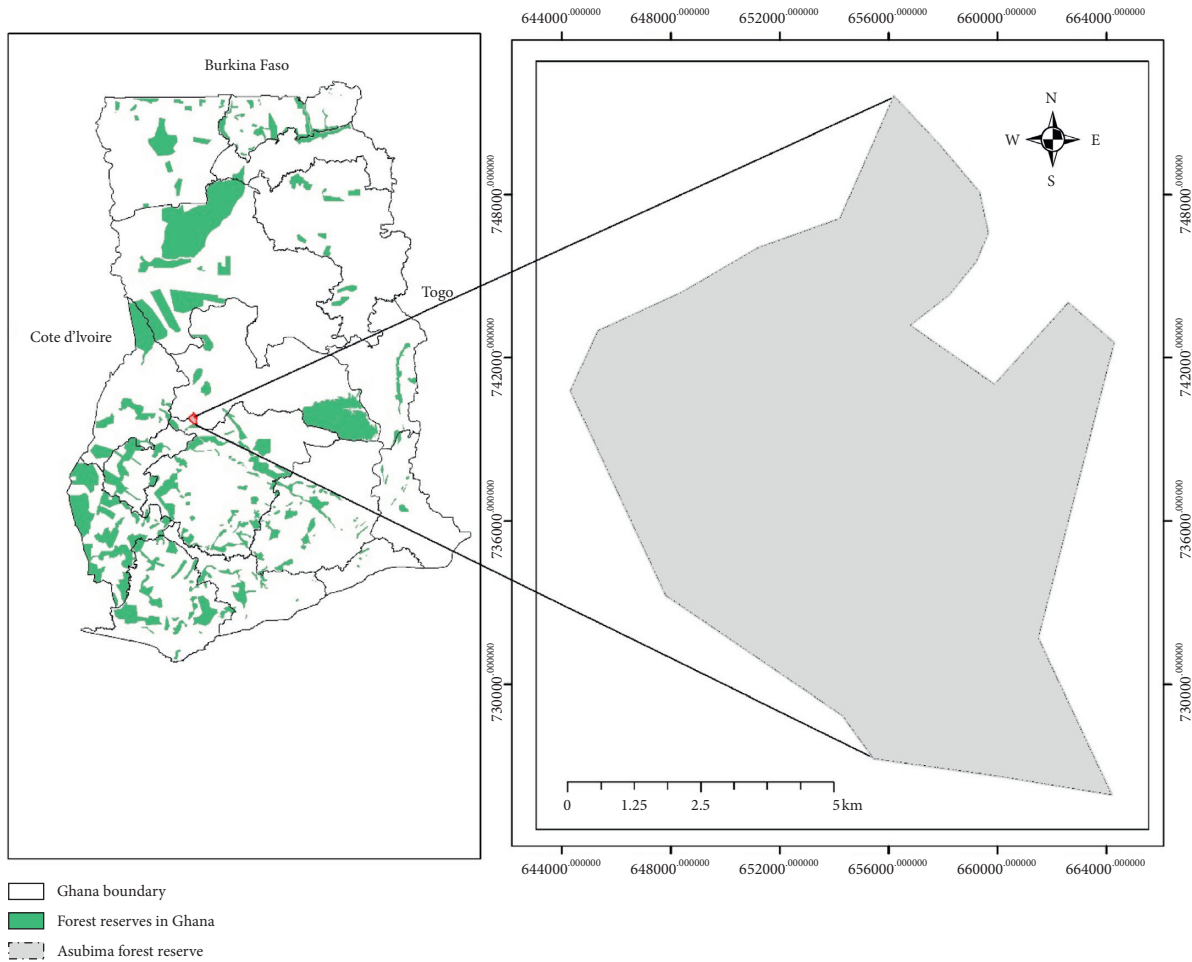 644000.000000 648000.000000 652000.000000 656000.000000 660000.000000 664000.000000
Burkina Faso
N
W E
S
748000.000000 748000.000000
Togo
Cote d'Ivoire
742000.000000 742000.000000
736000.000000 736000.000000
730000.000000 730000.000000
0 1.25 2.5 5 km
644000.000000 648000.000000 652000.000000 656000.000000 660000.000000 664000.000000
Ghana boundary
Forest reserves in Ghana
Asubima forest reserve